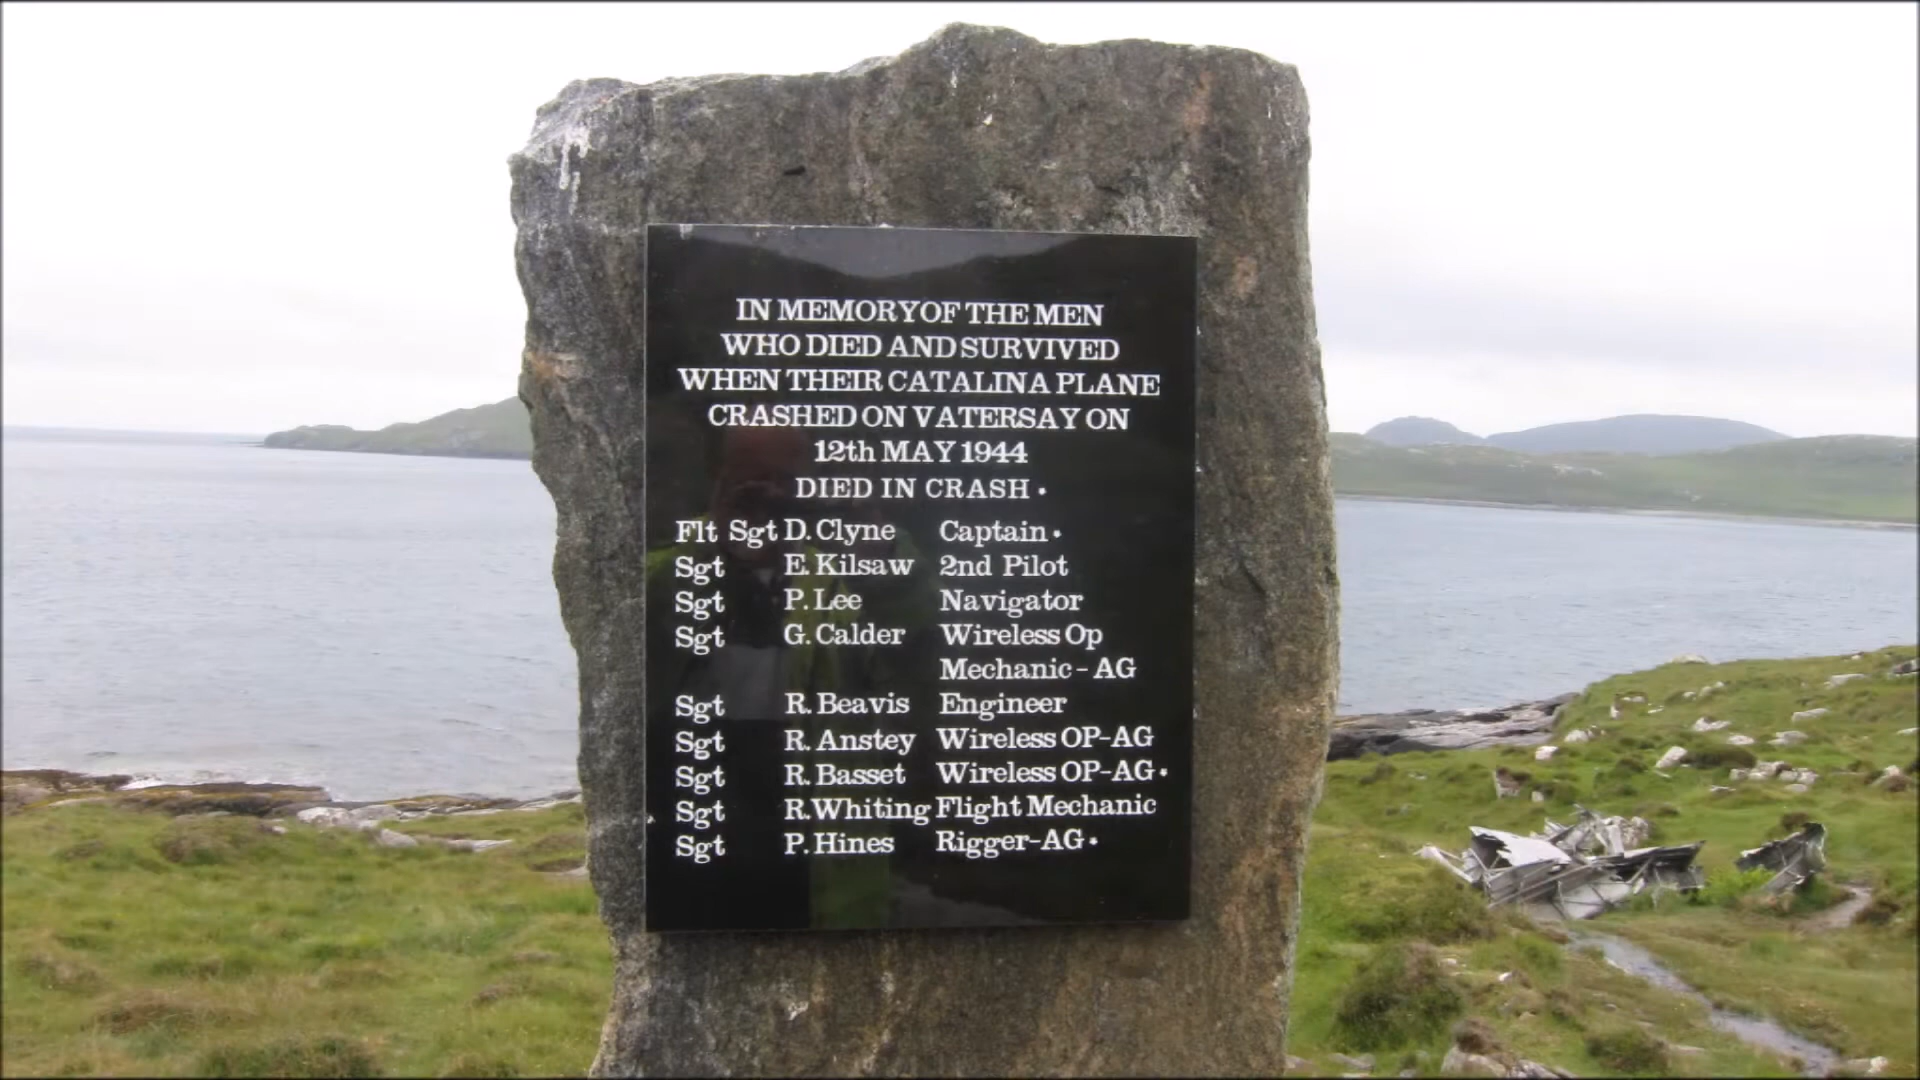 IN MEMORY OF THE MEN
WHO DIED AND SURVIVED
WHEN THEIR CATALINA PLANE
CRASHED ON VATERSAY ON
12th MAY 1944
DIED IN CRASH •
Flt Sgt D. Clyne Captain •
Sgt E. Kilsaw 2nd Pilot
Sgt P. Lee Navigator
Sgt G. Calder Wireless Op
Mechanic - AG
Sgt R. Beavis Engineer
Sgt R. Anstey Wireless OP-AG
Sgt R. Basset Wireless OP-AG •
Sgt R. Whiting Flight Mechanic
Sgt P. Hines Rigger-AG •